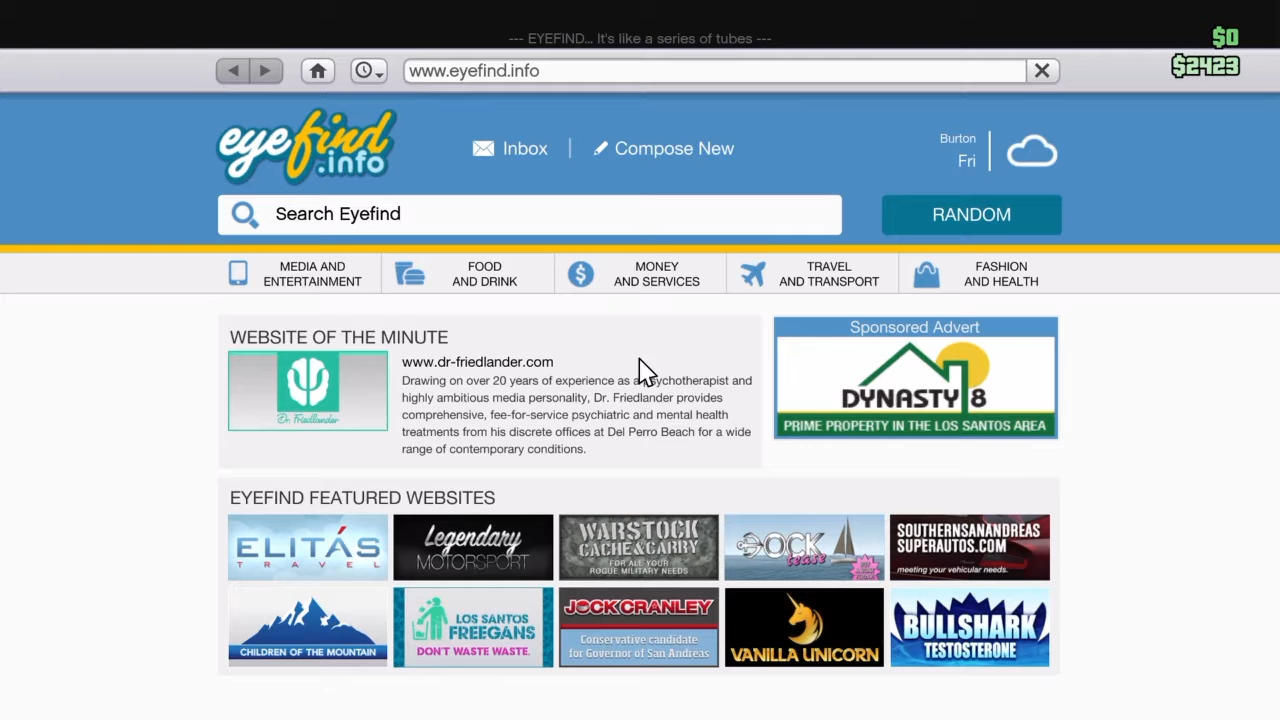 --- EYEFIND... It's like a series of tubes ---
$0
$2423
www.eyefind.info
eyefind
.info
Inbox
Compose New
Burton
Fri
Search Eyefind
RANDOM
MEDIA AND
ENTERTAINMENT
FOOD
AND DRINK
MONEY
AND SERVICES
TRAVEL
AND TRANSPORT
FASHION
AND HEALTH
WEBSITE OF THE MINUTE
Dr. Friedlander
www.dr-friedlander.com
Drawing on over 20 years of experience as a psychotherapist and
highly ambitious media personality, Dr. Friedlander provides
comprehensive, fee-for-service psychiatric and mental health
treatments from his discrete offices at Del Perro Beach for a wide
range of contemporary conditions.
Sponsored Advert
DYNASTY 8
PRIME PROPERTY IN THE LOS SANTOS AREA
EYEFIND FEATURED WEBSITES
ELITÁS
TRAVEL
Legendary
MOTORSPORT
WARSTOCK
CACHE&CARRY
FOR ALL YOUR
ROGUE MILITARY NEEDS
DOCK
tease
SOUTHERNSANANDREAS
SUPERAUTOS.COM
meeting your vehicular needs.
CHILDREN OF THE MOUNTAIN
LOS SANTOS
FREEGANS
DON'T WASTE WASTE.
JOCK CRANLEY
Conservative candidate
for Governor of San Andreas
VANILLA UNICORN
BULLSHARK
TESTOSTERONE